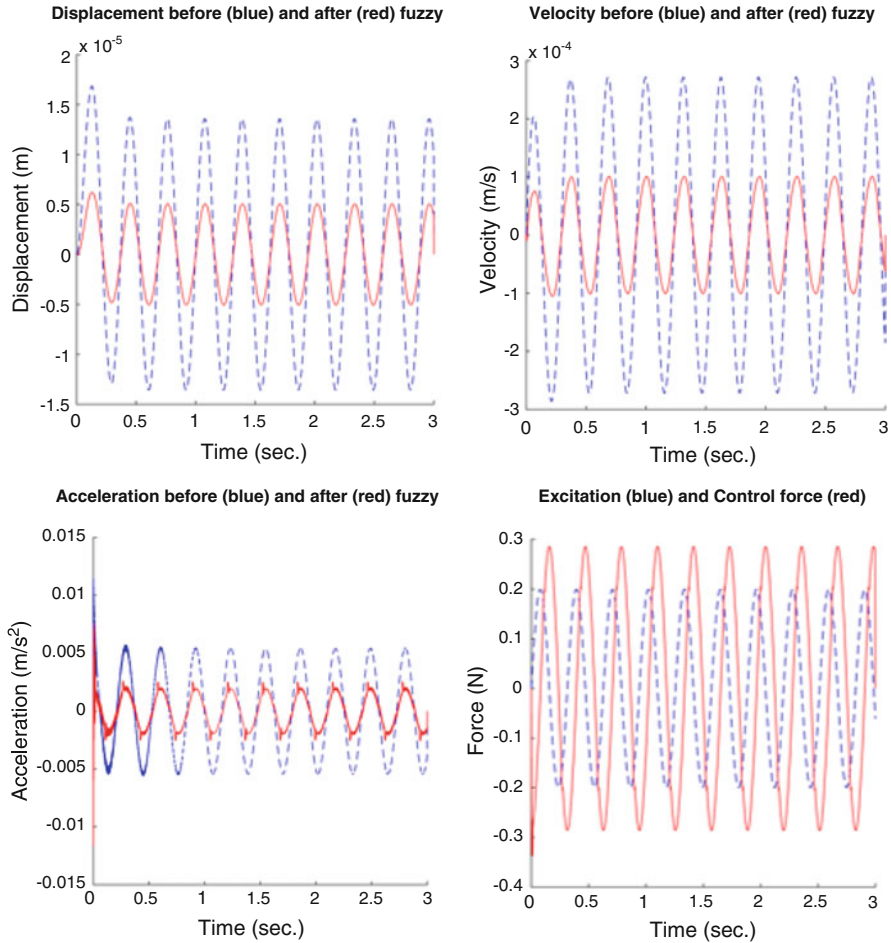 Displacement before (blue) and after (red) fuzzy
x 10-5
2
1.5
1
0.5
0
-0.5
-1
-1.5
Displacement (m)
0 0.5 1 1.5 2 2.5 3
Time (sec.)
Velocity before (blue) and after (red) fuzzy
x 10-4
3
2
1
0
-1
-2
-3
Velocity (m/s)
0 0.5 1 1.5 2 2.5 3
Time (sec.)
Acceleration before (blue) and after (red) fuzzy
0.015
0.01
0.005
0
-0.005
-0.01
-0.015
Acceleration (m/s2)
0 0.5 1 1.5 2 2.5 3
Time (sec.)
Excitation (blue) and Control force (red)
0.3
0.2
0.1
0
-0.1
-0.2
-0.3
-0.4
Force (N)
0 0.5 1 1.5 2 2.5 3
Time (sec.)